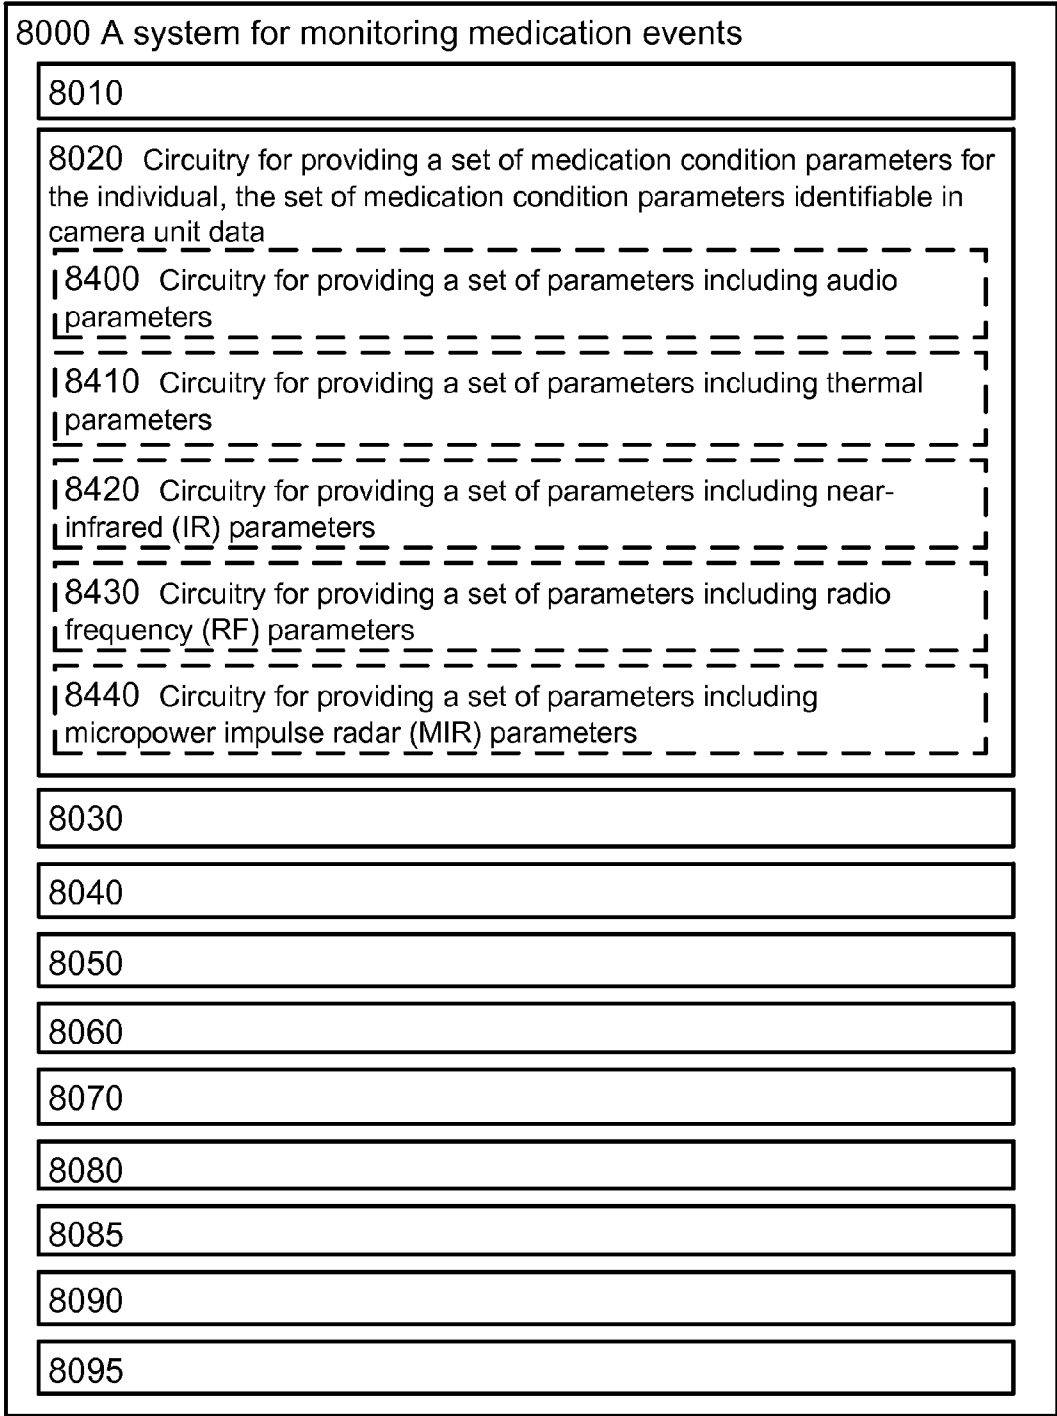 8000 A system for monitoring medication events
8010
8020 Circuitry for providing a set of medication condition parameters for
the individual, the set of medication condition parameters identifiable in
camera unit data
8400 Circuitry for providing a set of parameters including audio
parameters
8410 Circuitry for providing a set of parameters including thermal
parameters
8420 Circuitry for providing a set of parameters including near-
infrared (IR) parameters
8430 Circuitry for providing a set of parameters including radio
frequency (RF) parameters
8440 Circuitry for providing a set of parameters including
micropower impulse radar (MIR) parameters
8030
8040
8050
8060
8070
8080
8085
8090
8095